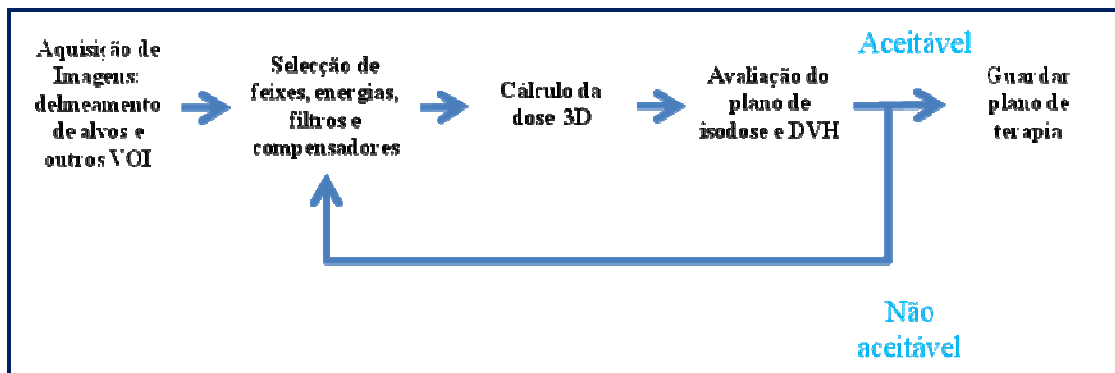 Aquisição de
Imagens:
delineamento
de alvos e
outros VOI
Selecção de
feixes, energias,
filtros e
compensadores
Cálculo da
dose 3D
Avaliação do
plano de
isodose e DVH
Aceitável
Guardar
plano de
terapia
Não
aceitável